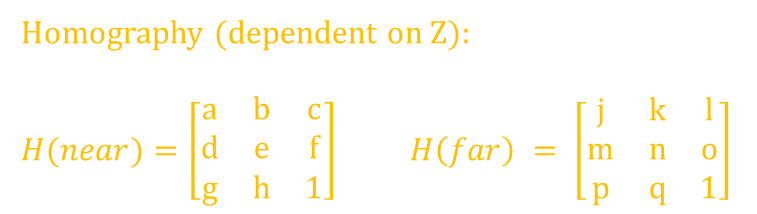 Homography (dependent on Z):
H(near) = [a b c    H(far) = [j k l
d e f    m n o
g h 1]    p q 1]